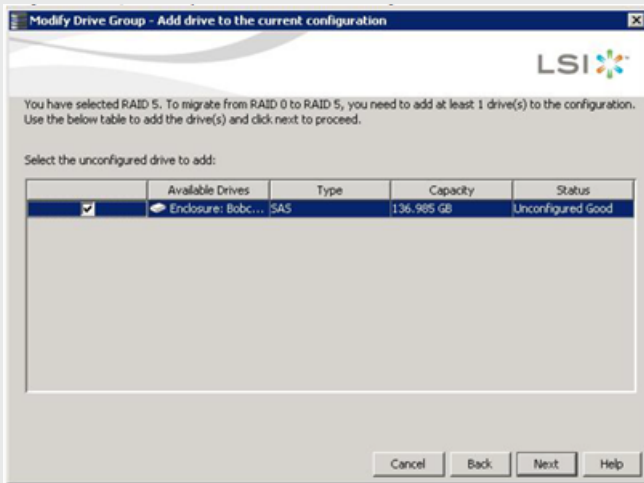 Modify Drive Group - Add drive to the current configuration
LSI
You have selected RAID 5. To migrate from RAID 0 to RAID 5, you need to add at least 1 drive(s) to the configuration.
Use the below table to add the drive(s) and click next to proceed.
Select the unconfigured drive to add:
Available Drives Type Capacity Status
Enclosure: Bobc... SAS 136.985 GB Unconfigured Good
Cancel Back Next Help